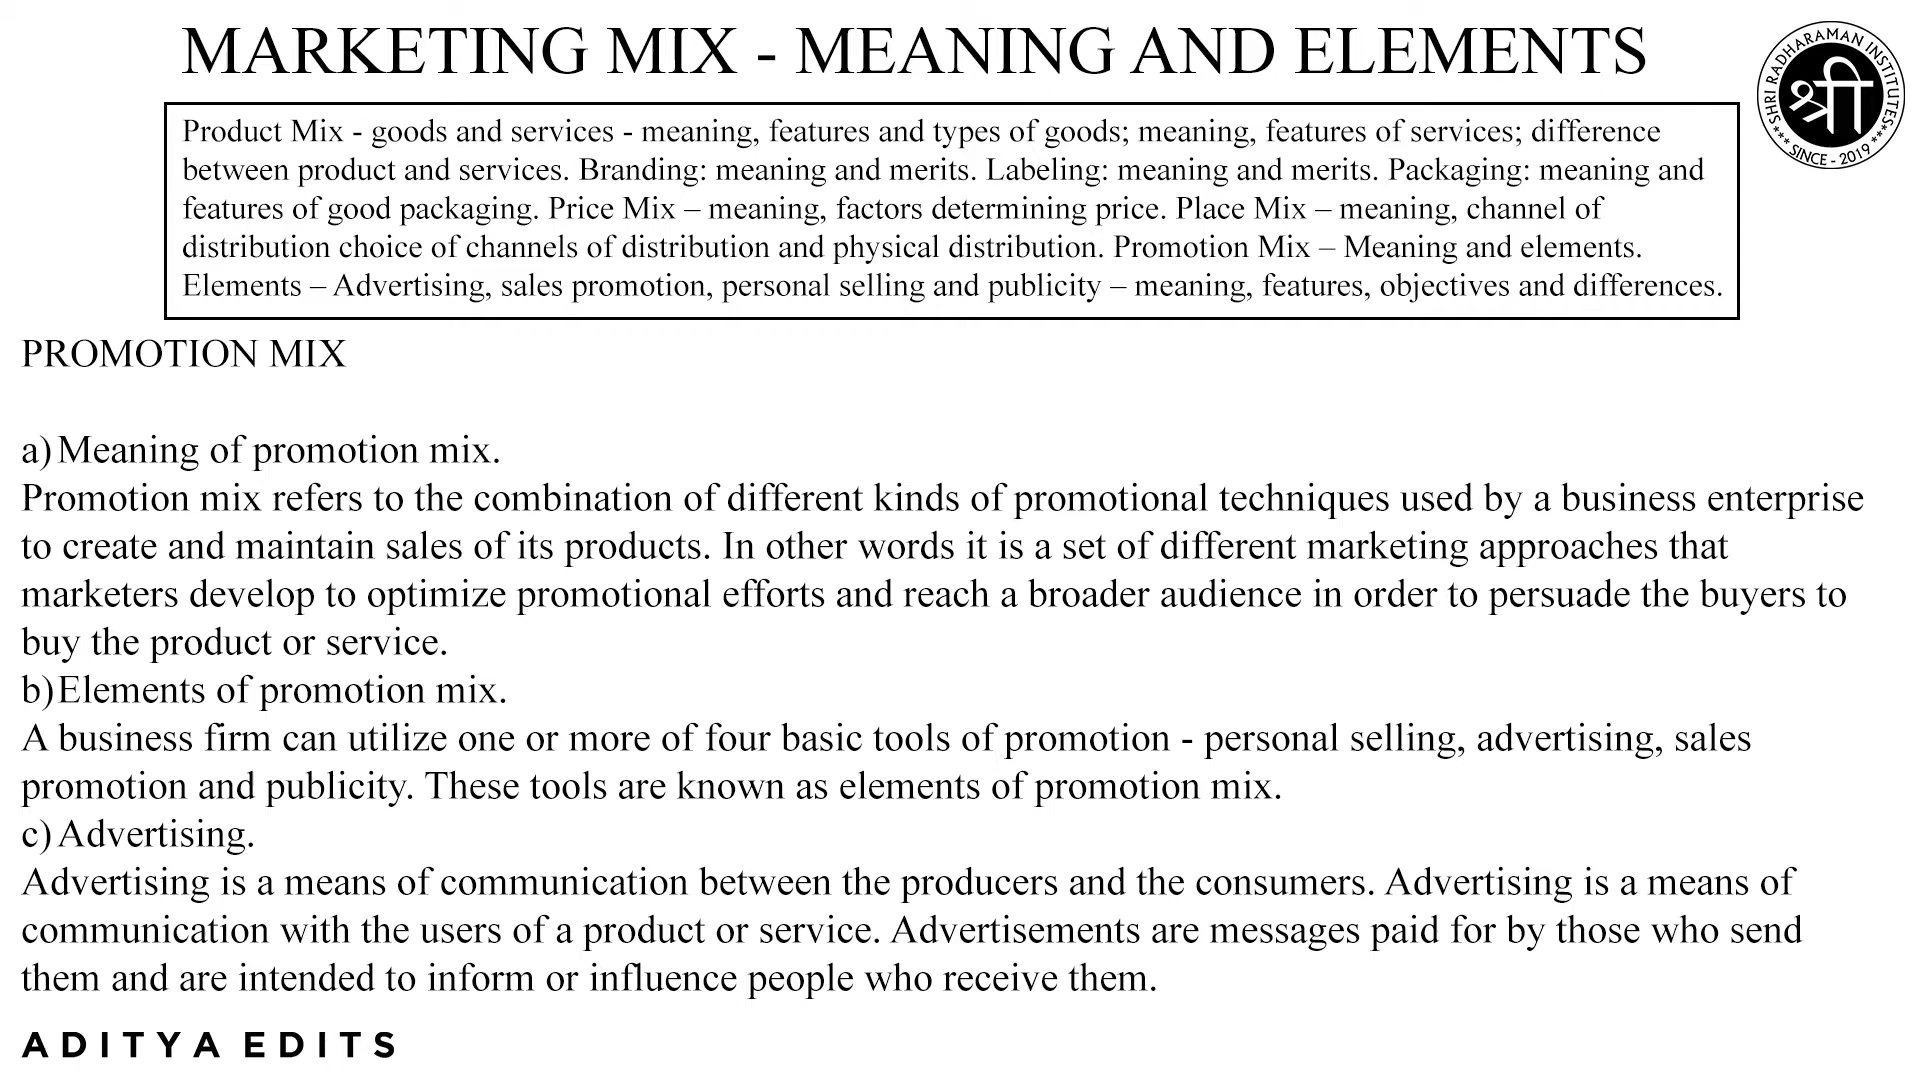 MARKETING MIX - MEANING AND ELEMENTS
SHRI RADHARAMAN INSTITUTES
श्री
*** SINCE - 2019 ***
Product Mix - goods and services - meaning, features and types of goods; meaning, features of services; difference
between product and services. Branding: meaning and merits. Labeling: meaning and merits. Packaging: meaning and
features of good packaging. Price Mix – meaning, factors determining price. Place Mix – meaning, channel of
distribution choice of channels of distribution and physical distribution. Promotion Mix – Meaning and elements.
Elements – Advertising, sales promotion, personal selling and publicity – meaning, features, objectives and differences.
PROMOTION MIX
a) Meaning of promotion mix.
Promotion mix refers to the combination of different kinds of promotional techniques used by a business enterprise
to create and maintain sales of its products. In other words it is a set of different marketing approaches that
marketers develop to optimize promotional efforts and reach a broader audience in order to persuade the buyers to
buy the product or service.
b) Elements of promotion mix.
A business firm can utilize one or more of four basic tools of promotion - personal selling, advertising, sales
promotion and publicity. These tools are known as elements of promotion mix.
c) Advertising.
Advertising is a means of communication between the producers and the consumers. Advertising is a means of
communication with the users of a product or service. Advertisements are messages paid for by those who send
them and are intended to inform or influence people who receive them.
ADITYA EDITS